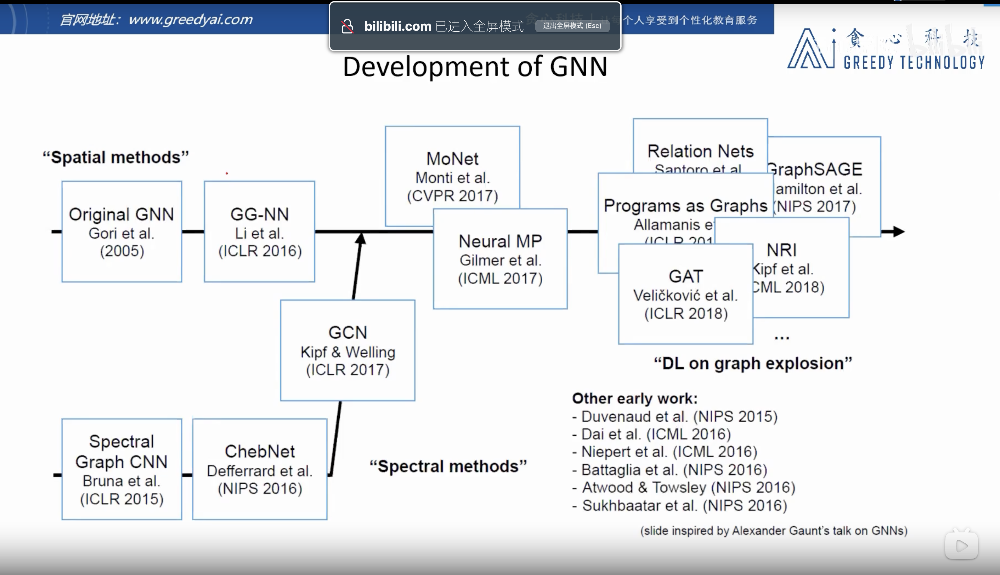 官网地址：www.greedyai.com
bilibili.com 已进入全屏模式
退出全屏模式 (Esc)
个人享受到个性化教育服务
贪心科技
GREEDY TECHNOLOGY
bilibili
Development of GNN
“Spatial methods”
Original GNN
Gori et al.
(2005)
GG-NN
Li et al.
(ICLR 2016)
MoNet
Monti et al.
(CVPR 2017)
Neural MP
Gilmer et al.
(ICML 2017)
Relation Nets
Santoro et al.
GraphSAGE
amilton et al.
(NIPS 2017)
Programs as Graphs
Allamanis e
(ICLR 201
NRI
Kipf et al.
CML 2018)
GAT
Veličković et al.
(ICLR 2018)
...
“DL on graph explosion”
GCN
Kipf & Welling
(ICLR 2017)
Spectral
Graph CNN
Bruna et al.
(ICLR 2015)
ChebNet
Defferrard et al.
(NIPS 2016)
“Spectral methods”
Other early work:
- Duvenaud et al. (NIPS 2015)
- Dai et al. (ICML 2016)
- Niepert et al. (ICML 2016)
- Battaglia et al. (NIPS 2016)
- Atwood & Towsley (NIPS 2016)
- Sukhbaatar et al. (NIPS 2016)
(slide inspired by Alexander Gaunt’s talk on GNNs)